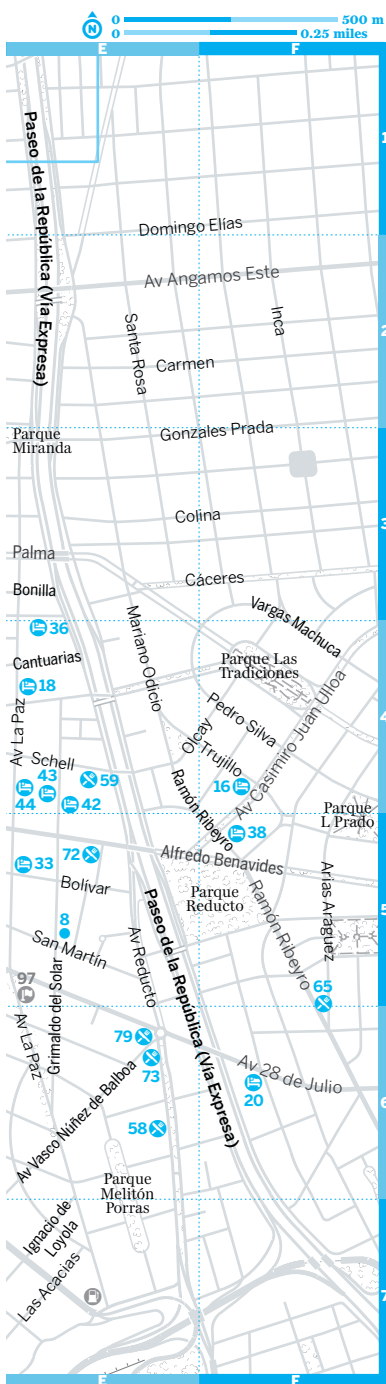 N
0 500 m
0 0.25 miles
E F
1
Paseo de la República (Vía Expresa)
Domingo Elías
Av Angamos Este
2
Inca
Santa Rosa
Carmen
Parque
Miranda
Gonzales Prada
3
Colina
Palma
Cáceres
Bonilla
Vargas Machuca
36
Mariano Odicio
Cantuarias
Parque Las
Tradiciones
18
4
Av La Paz
Pedro Silva
Olcay
Trujillo
Av Casimiro Juan Ulloa
Schell
43
59
16
Ramón Ribeyro
44
42
Parque
L Prado
38
72
Alfredo Benavides
33
Bolívar
Parque
Reducto
Arias Araguez
5
8
Ramón Ribeyro
San Martín
Av Reducto
Paseo de la República (Vía Expresa)
97
Grimaldo del Solar
65
Av La Paz
79
73
Av 28 de Julio
20
6
Av Vasco Núñez de Balboa
58
Parque
Melitón
Porras
Ignacio de
Loyola
Las Acacias
7
E F